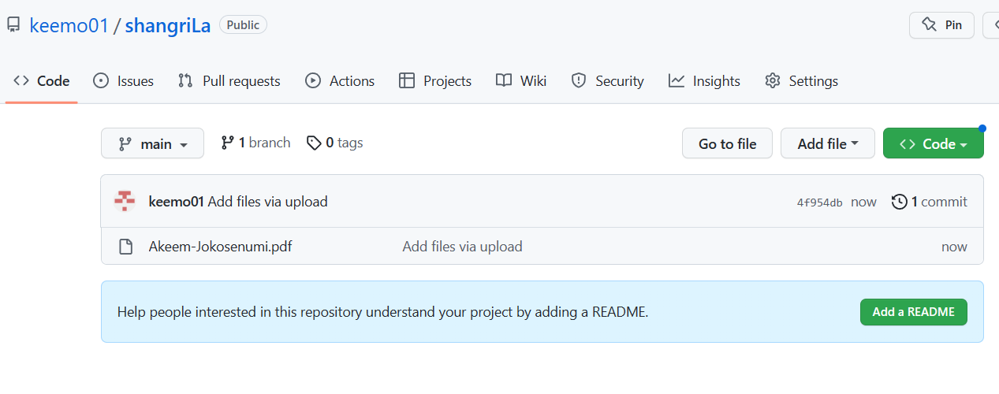 keemo01 / shangriLa Public Pin
Code Issues Pull requests Actions Projects Wiki Security Insights Settings
main 1 branch 0 tags Go to file Add file Code
keemo01 Add files via upload 4f954db now 1 commit
Akeem-Jokosenumi.pdf Add files via upload now
Help people interested in this repository understand your project by adding a README. Add a README